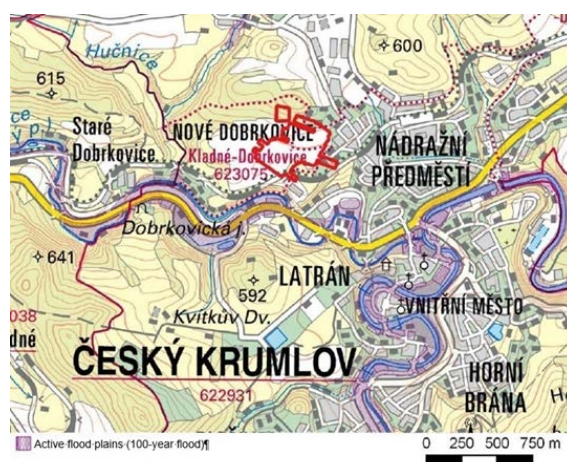 Hučnice
600
615
Staré
Dobrkovice
NOVÉ DOBRKOVICE
Kladné-Dobrkovice
623075
NÁDRAŽNÍ
PŘEDMĚSTÍ
Dobrkovická j.
641
LATRÁN
592
VNITŘNÍ MĚSTO
Kvítkův Dv.
038
dné
ČESKÝ KRUMLOV
622931
HORNÍ
BRÁNA
Active flood plains (100-year flood)¶
0 250 500 750 m